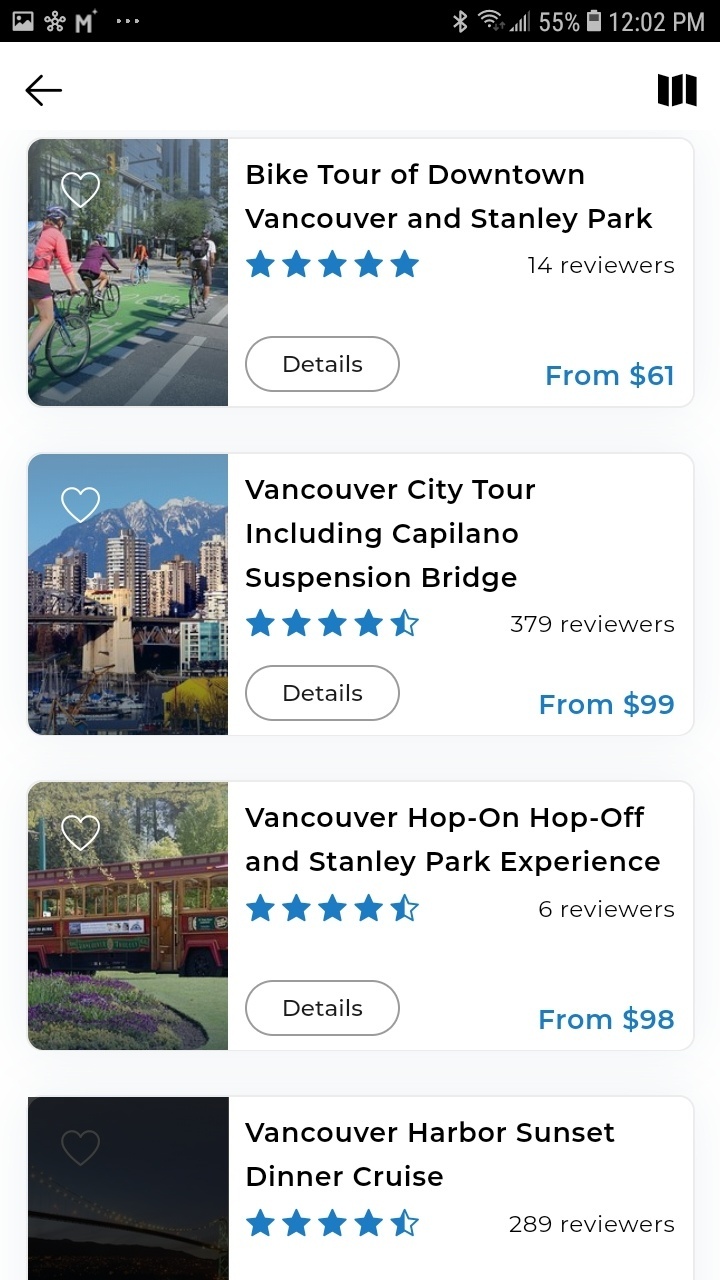 55% 12:02 PM
Bike Tour of Downtown
Vancouver and Stanley Park
14 reviewers
Details
From $61
Vancouver City Tour
Including Capilano
Suspension Bridge
379 reviewers
Details
From $99
Vancouver Hop-On Hop-Off
and Stanley Park Experience
6 reviewers
Details
From $98
Vancouver Harbor Sunset
Dinner Cruise
289 reviewers